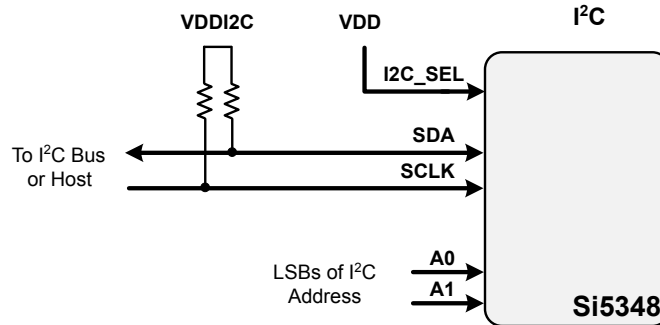 I²C
VDDI2C
VDD
I2C_SEL
SDA
To I²C Bus
or Host
SCLK
A0
LSBs of I²C
Address
A1
Si5348